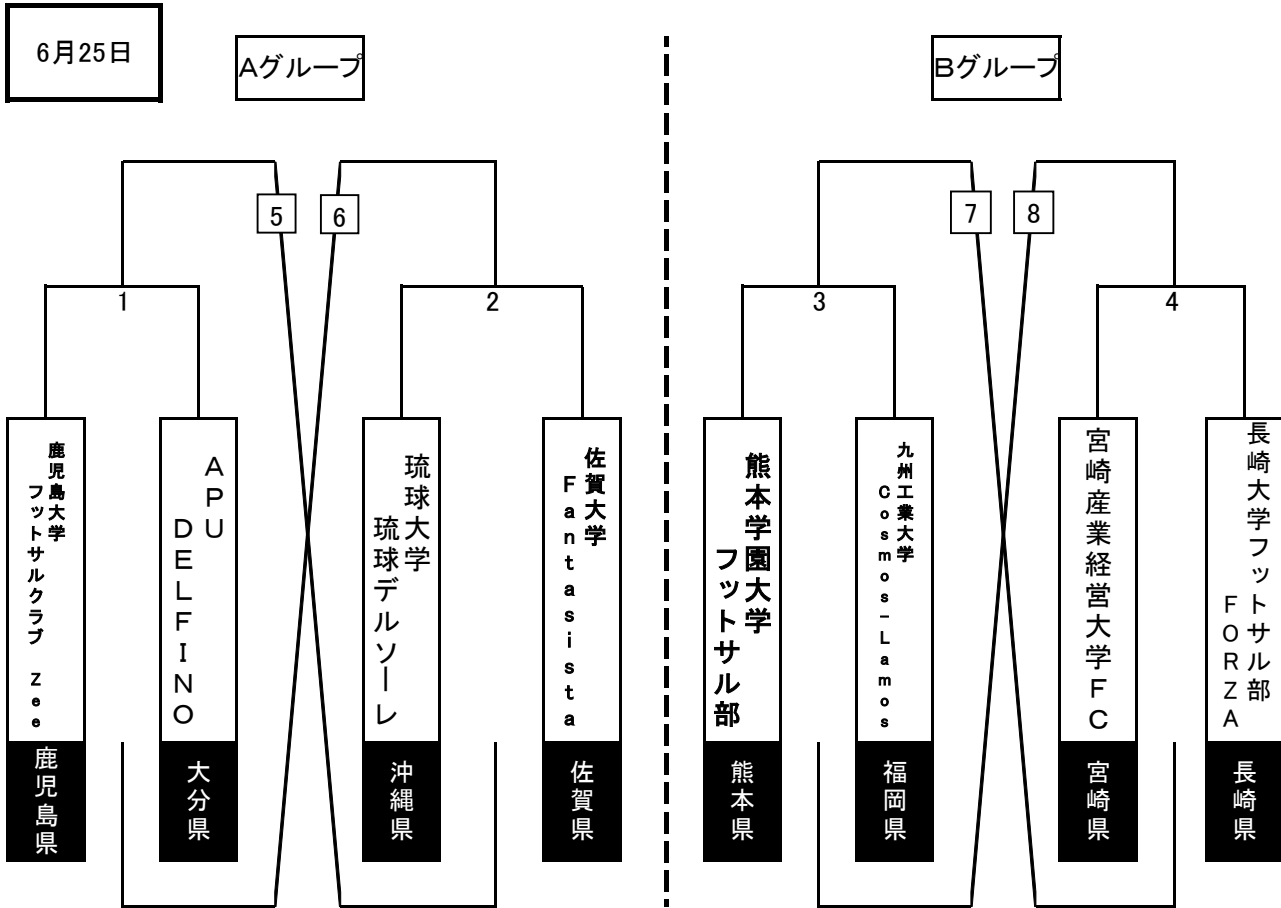 6月25日
Aグループ
Bグループ
5
6
7
8
1
2
3
4
鹿児島大学
フットサルクラブ Zee
APU
DELFINO
琉球大学
琉球デルソーレ
佐賀大学
Fantasista
熊本学園大学
フットサル部
九州工業大学
Cosmos-Lamos
宮崎産業経営大学FC
長崎大学フットサル部
FORZA
鹿児島県
大分県
沖縄県
佐賀県
熊本県
福岡県
宮崎県
長崎県